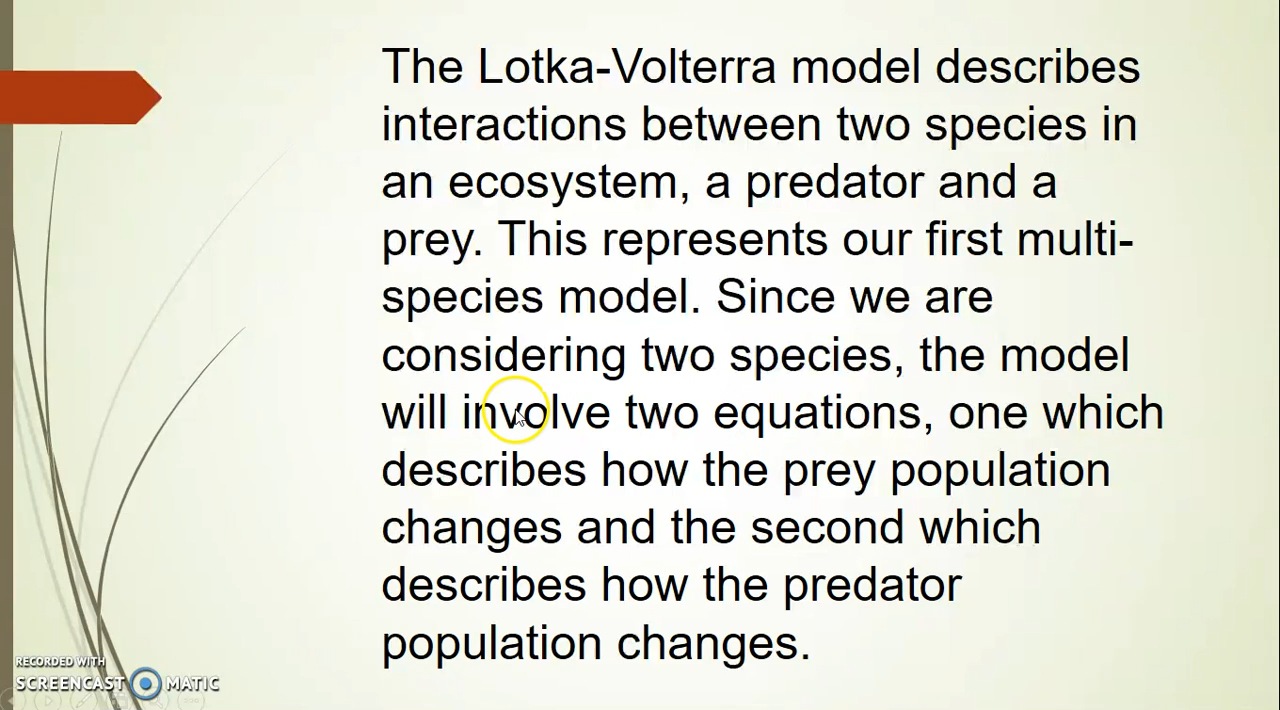 The Lotka-Volterra model describes
interactions between two species in
an ecosystem, a predator and a
prey. This represents our first multi-
species model. Since we are
considering two species, the model
will involve two equations, one which
describes how the prey population
changes and the second which
describes how the predator
population changes.
RECORDED WITH
SCREENCAST MATIC